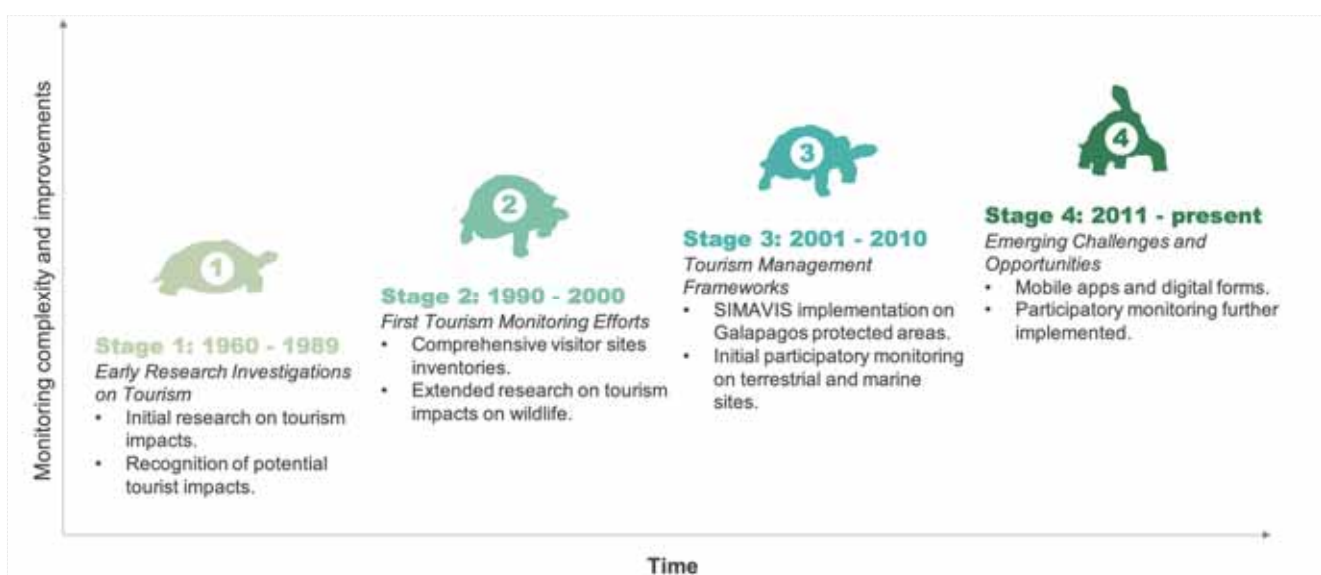 Monitoring complexity and improvements
1
Stage 1: 1960 - 1989
Early Research Investigations
on Tourism
• Initial research on tourism
impacts.
• Recognition of potential
tourist impacts.
2
Stage 2: 1990 - 2000
First Tourism Monitoring Efforts
• Comprehensive visitor sites
inventories.
• Extended research on tourism
impacts on wildlife.
3
Stage 3: 2001 - 2010
Tourism Management
Frameworks
• SIMAVIS implementation on
Galapagos protected areas.
• Initial participatory monitoring
on terrestrial and marine
sites.
4
Stage 4: 2011 - present
Emerging Challenges and
Opportunities
• Mobile apps and digital forms.
• Participatory monitoring further
implemented.
Time